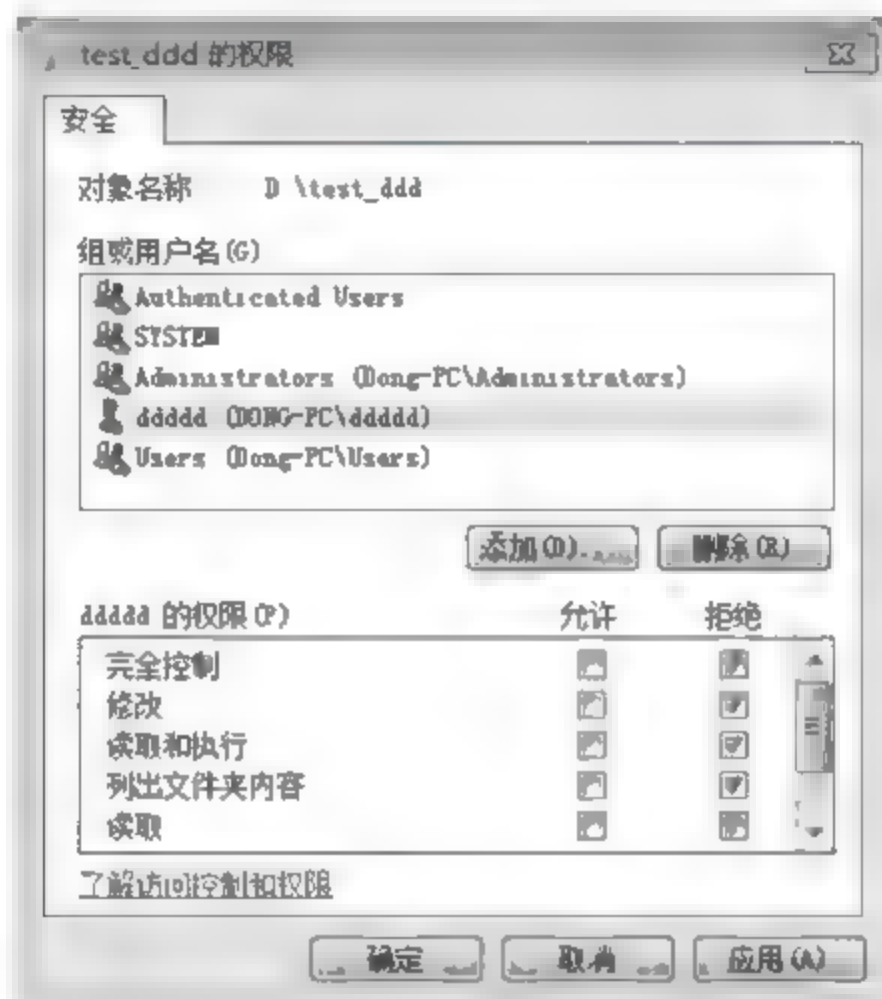 test_ddd 的权限
安全
对象名称 D \test_ddd
组或用户名(G)
Authenticated Users
SYSTEM
Administrators (Dong-PC\Administrators)
ddddd (DONG-PC\ddddd)
Users (Dong-PC\Users)
添加(D)... 删除(R)
ddddd 的权限(P) 允许 拒绝
完全控制
修改
读取和执行
列出文件夹内容
读取
了解访问控制和权限
确定 取消 应用(A)